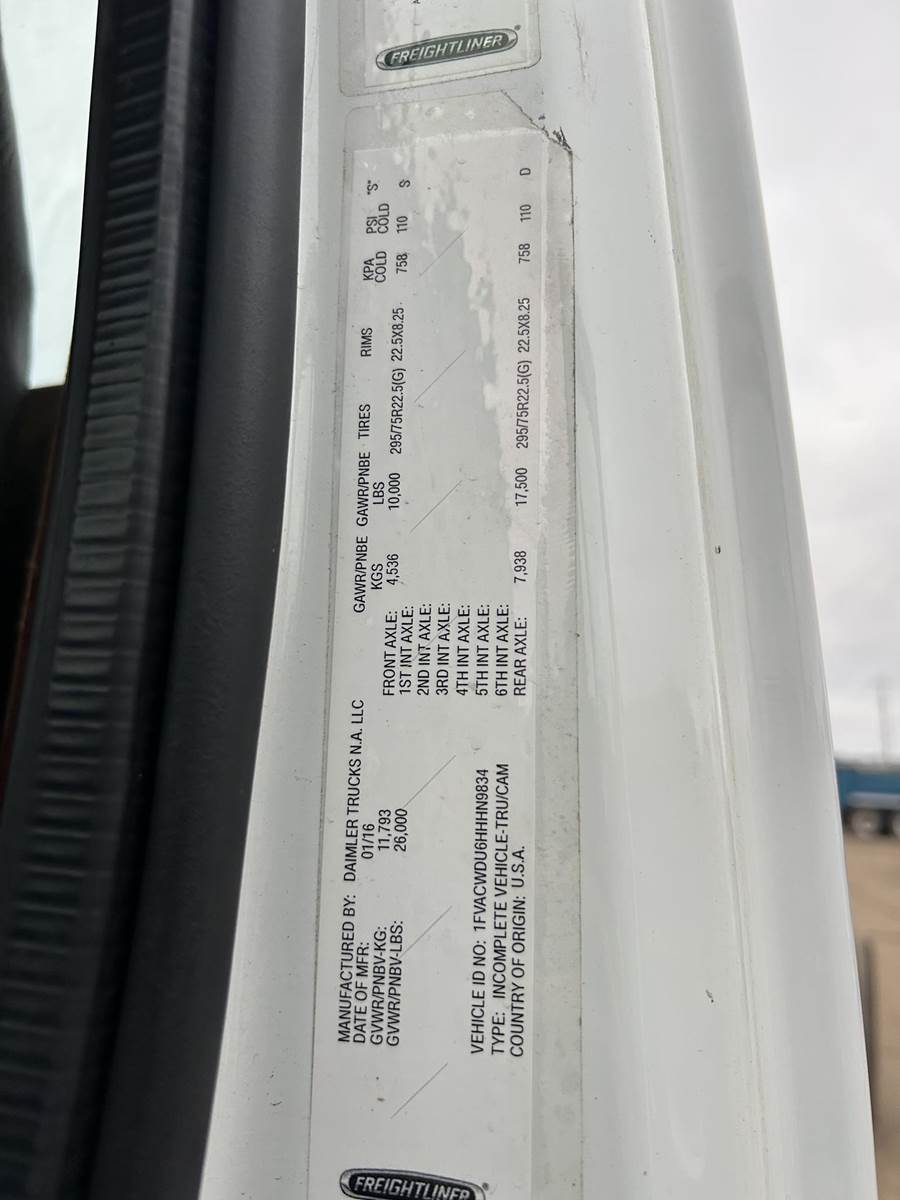 FREIGHTLINER
MANUFACTURED BY: DAIMLER TRUCKS N.A. LLC
DATE OF MFR: 01/16
GVWR/PNBV-KG: 11,793
GVWR/PNBV-LBS: 26,000
VEHICLE ID NO: 1FVACWDU6HHHN9834
TYPE: INCOMPLETE VEHICLE-TRU/CAM
COUNTRY OF ORIGIN: U.S.A.
GAWR/PNBE GAWR/PNBE TIRES RIMS KPA PSI "S"
KGS LBS COLD COLD
FRONT AXLE: 4,536 10,000 295/75R22.5(G) 22.5X8.25 758 110 S
1ST INT AXLE:
2ND INT AXLE:
3RD INT AXLE:
4TH INT AXLE:
5TH INT AXLE:
6TH INT AXLE:
REAR AXLE: 7,938 17,500 295/75R22.5(G) 22.5X8.25 758 110 D
FREIGHTLINER